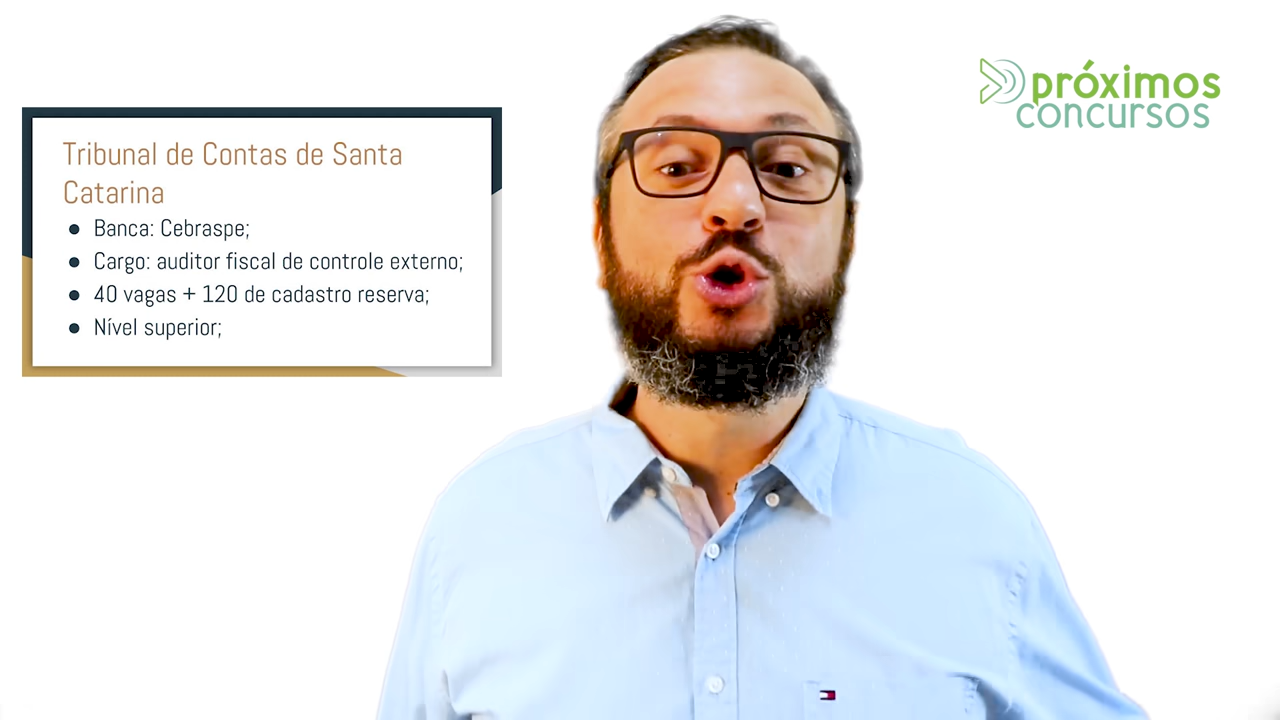 Tribunal de Contas de Santa
Catarina
● Banca: Cebraspe;
● Cargo: auditor fiscal de controle externo;
● 40 vagas + 120 de cadastro reserva;
● Nível superior;
próximos
concursos